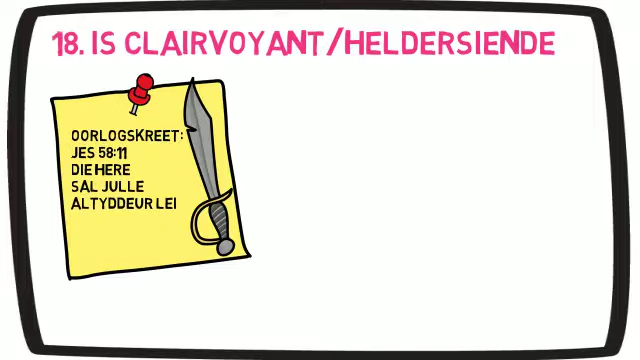 18. IS CLAIRVOYANT/HELDERSIENDE
OORLOGSKREET:
JES 58:11
DIE HERE
SAL JULLE
ALTYDDEUR LEI